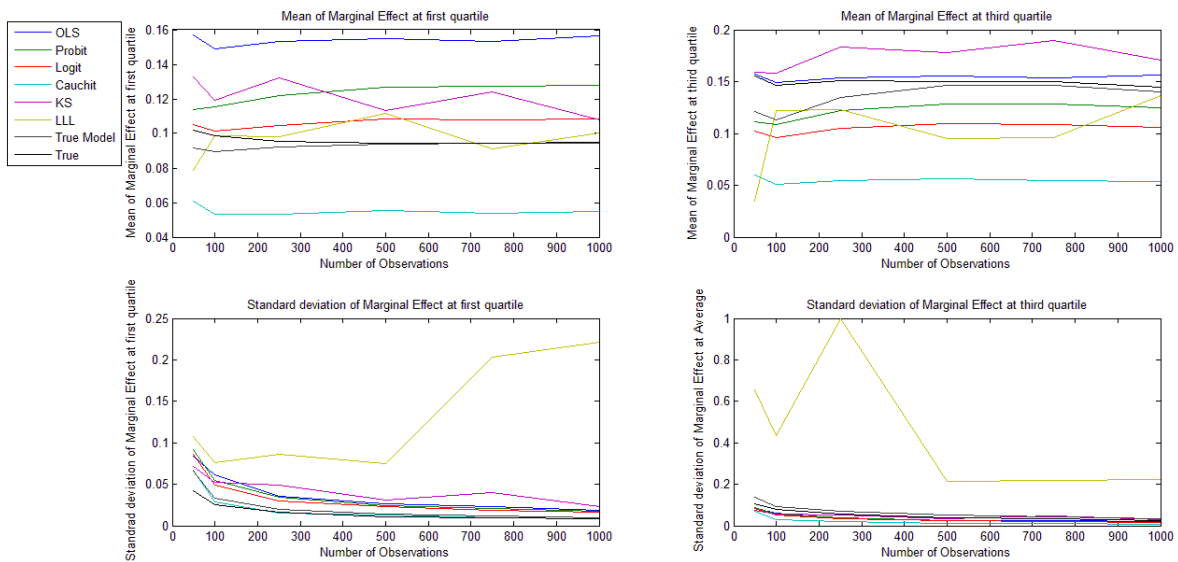 OLS
Probit
Logit
Cauchit
KS
LLL
True Model
True
Mean of Marginal Effect at first quartile
Mean of Marginal Effect at first quartile
0.16
0.14
0.12
0.1
0.08
0.06
0.04
0 100 200 300 400 500 600 700 800 900 1000
Number of Observations
Mean of Marginal Effect at third quartile
Mean of Marginal Effect at third quartile
0.2
0.15
0.1
0.05
0
0 100 200 300 400 500 600 700 800 900 1000
Number of Observations
Standard deviation of Marginal Effect at first quartile
Standrad deviation of Marginal Effect at first quartile
0.25
0.2
0.15
0.1
0.05
0
0 100 200 300 400 500 600 700 800 900 1000
Number of Observations
Standard deviation of Marginal Effect at third quartile
Standard deviation of Marginal Effect at Average
1
0.8
0.6
0.4
0.2
0
0 100 200 300 400 500 600 700 800 900 1000
Number of Observations